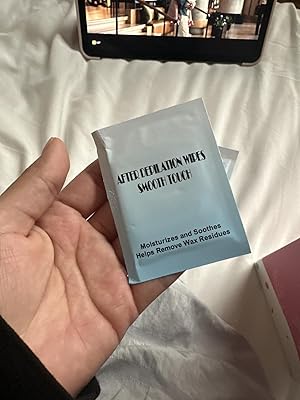 AFTER DEPILATION WIPES
SMOOTH TOUCH
Moisturizes and Soothes
Helps Remove Wax Residues